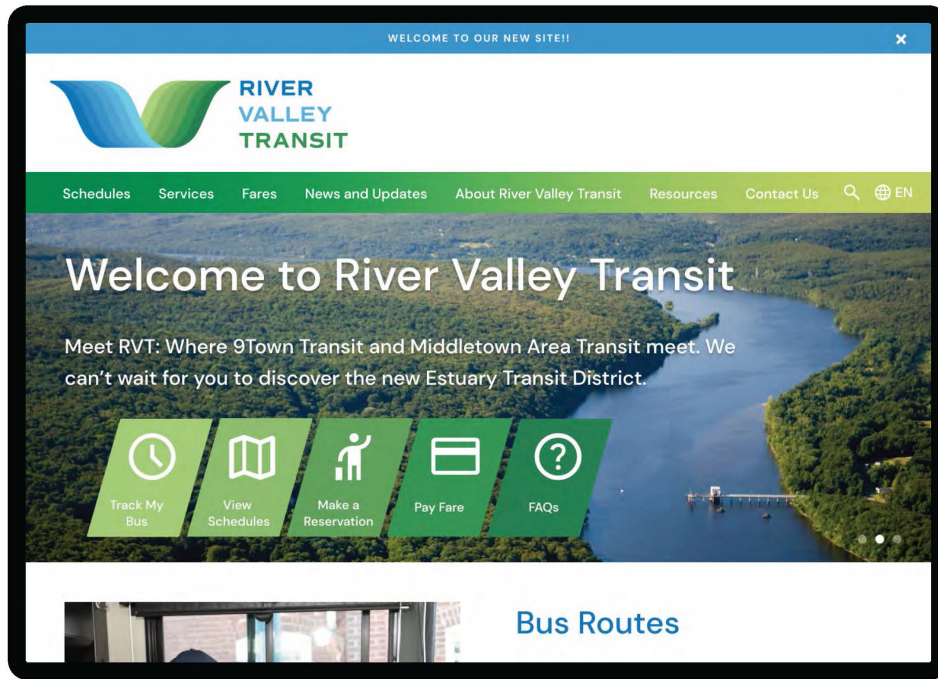 WELCOME TO OUR NEW SITE!!
RIVER
VALLEY
TRANSIT
Schedules Services Fares News and Updates About River Valley Transit Resources Contact Us EN
Welcome to River Valley Transit
Meet RVT: Where 9Town Transit and Middletown Area Transit meet. We
can't wait for you to discover the new Estuary Transit District.
Track My
Bus
View
Schedules
Make a
Reservation
Pay Fare
FAQs
Bus Routes